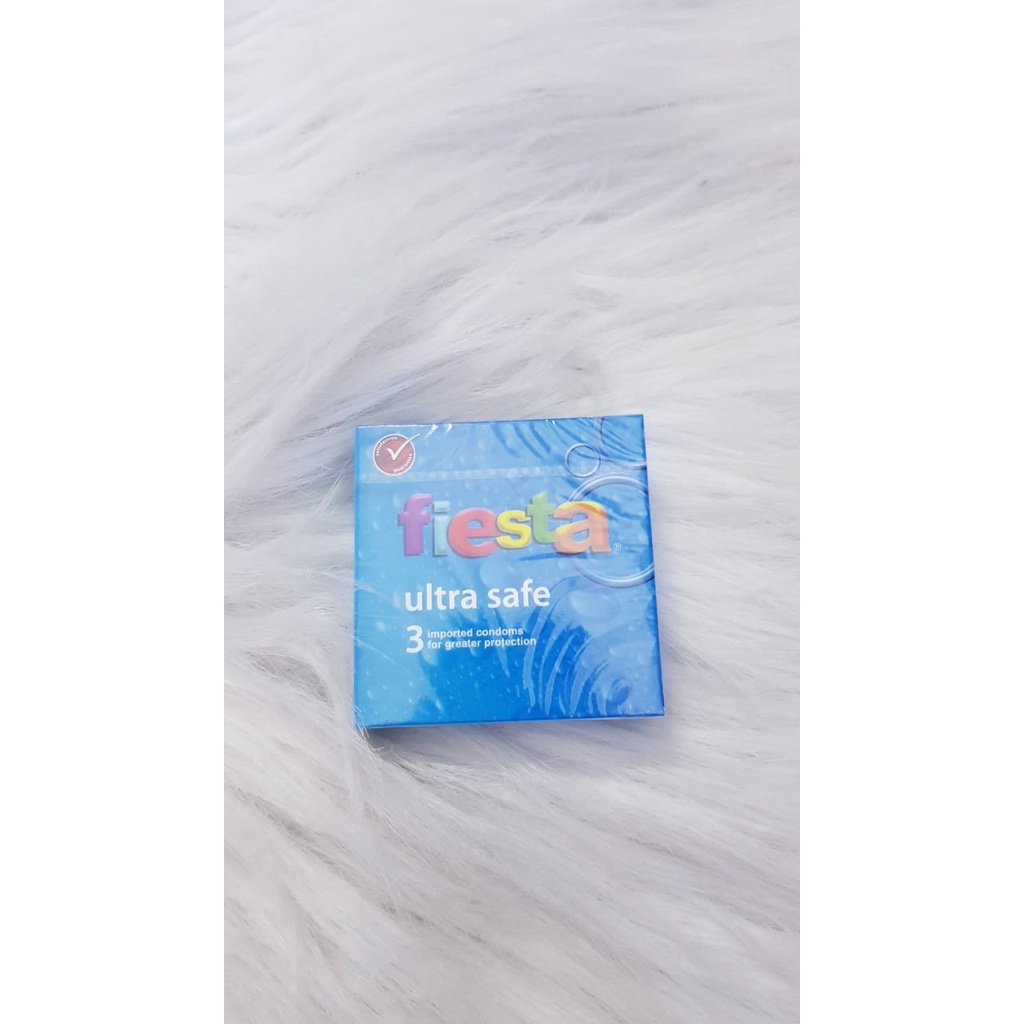 fiesta®
ultra safe
3 imported condoms
for greater protection